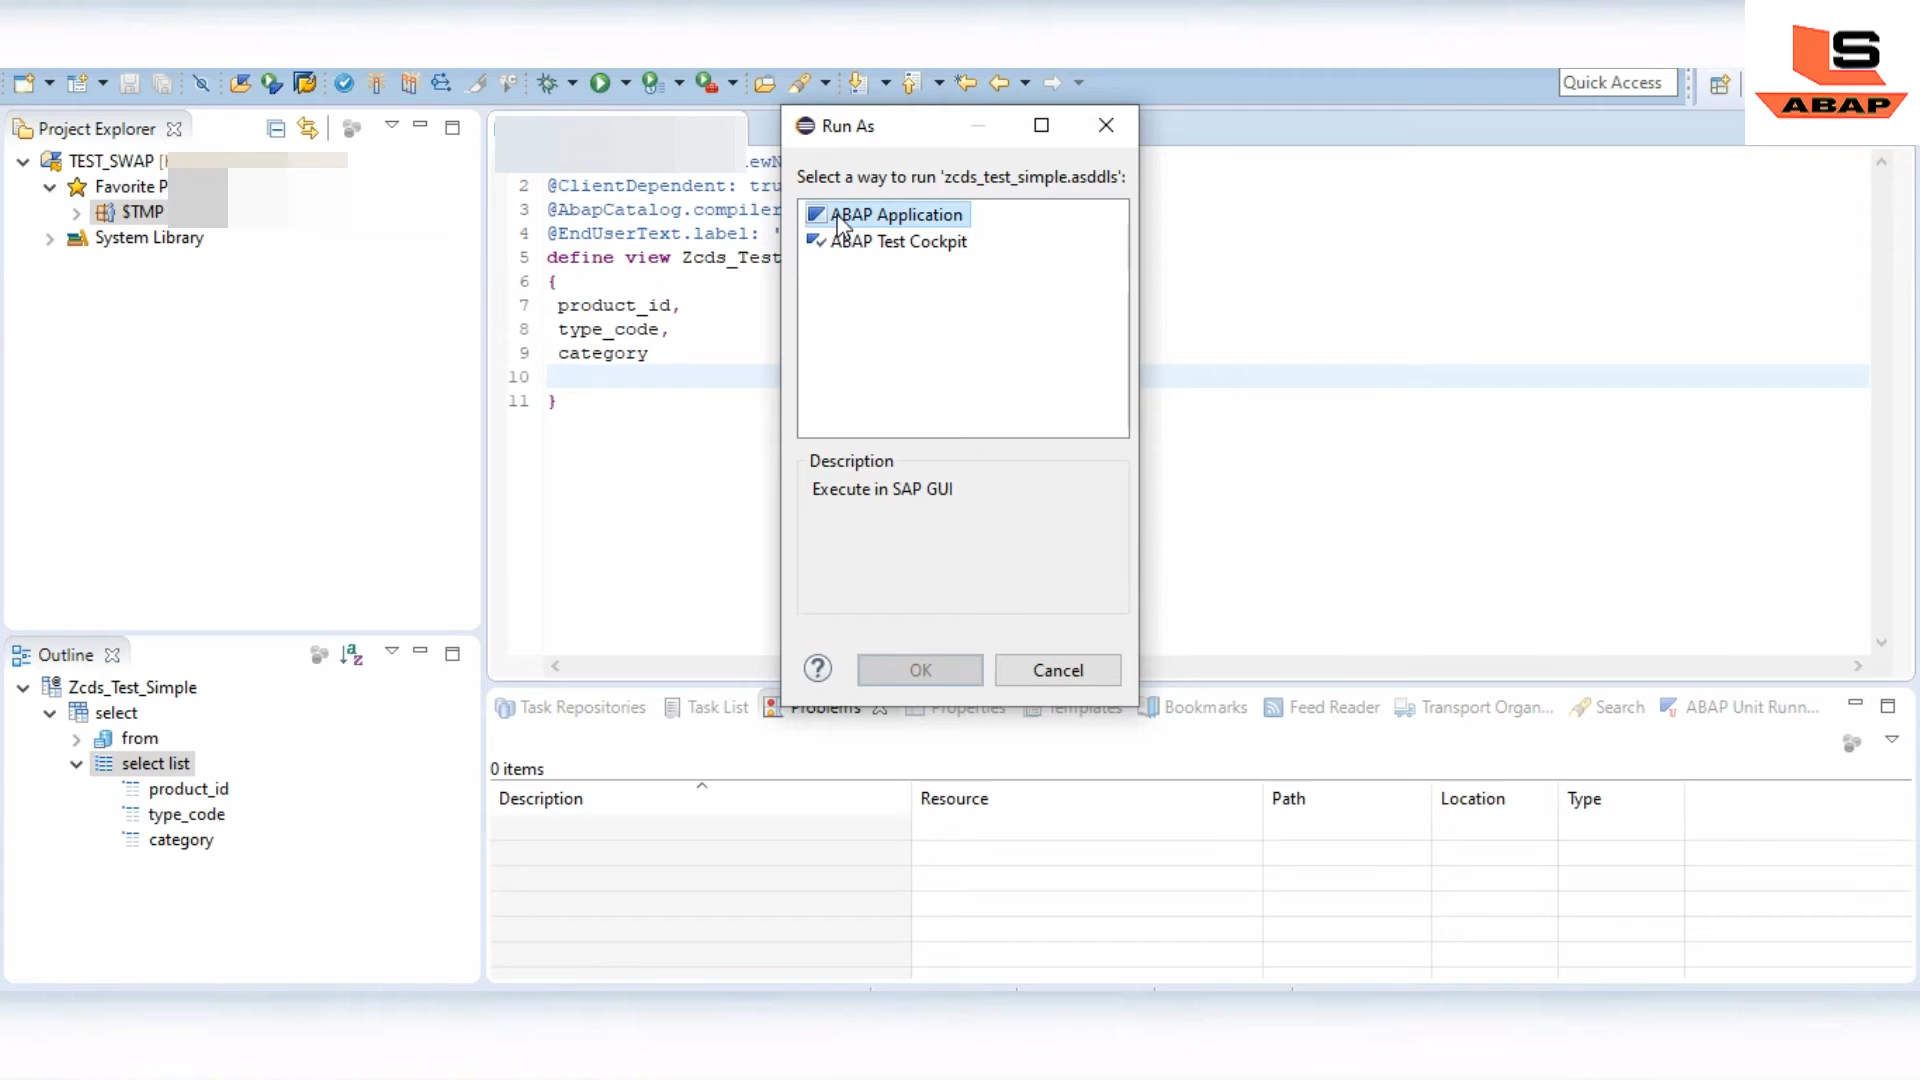 LS
ABAP
Quick Access
Project Explorer
TEST_SWAP [
Favorite P
$TMP
System Library
Run As
Select a way to run 'zcds_test_simple.asddls':
ABAP Application
ABAP Test Cockpit
Description
Execute in SAP GUI
OK
Cancel
2 @ClientDependent: tru
3 @AbapCatalog.compiler
4 @EndUserText.label: '
5 define view Zcds_Test
6 {
7 product_id,
8 type_code,
9 category
10
11 }
Outline
Zcds_Test_Simple
select
from
select list
product_id
type_code
category
Task Repositories
Task List
Problems
Properties
Templates
Bookmarks
Feed Reader
Transport Organ...
Search
ABAP Unit Runn...
0 items
Description Resource Path Location Type